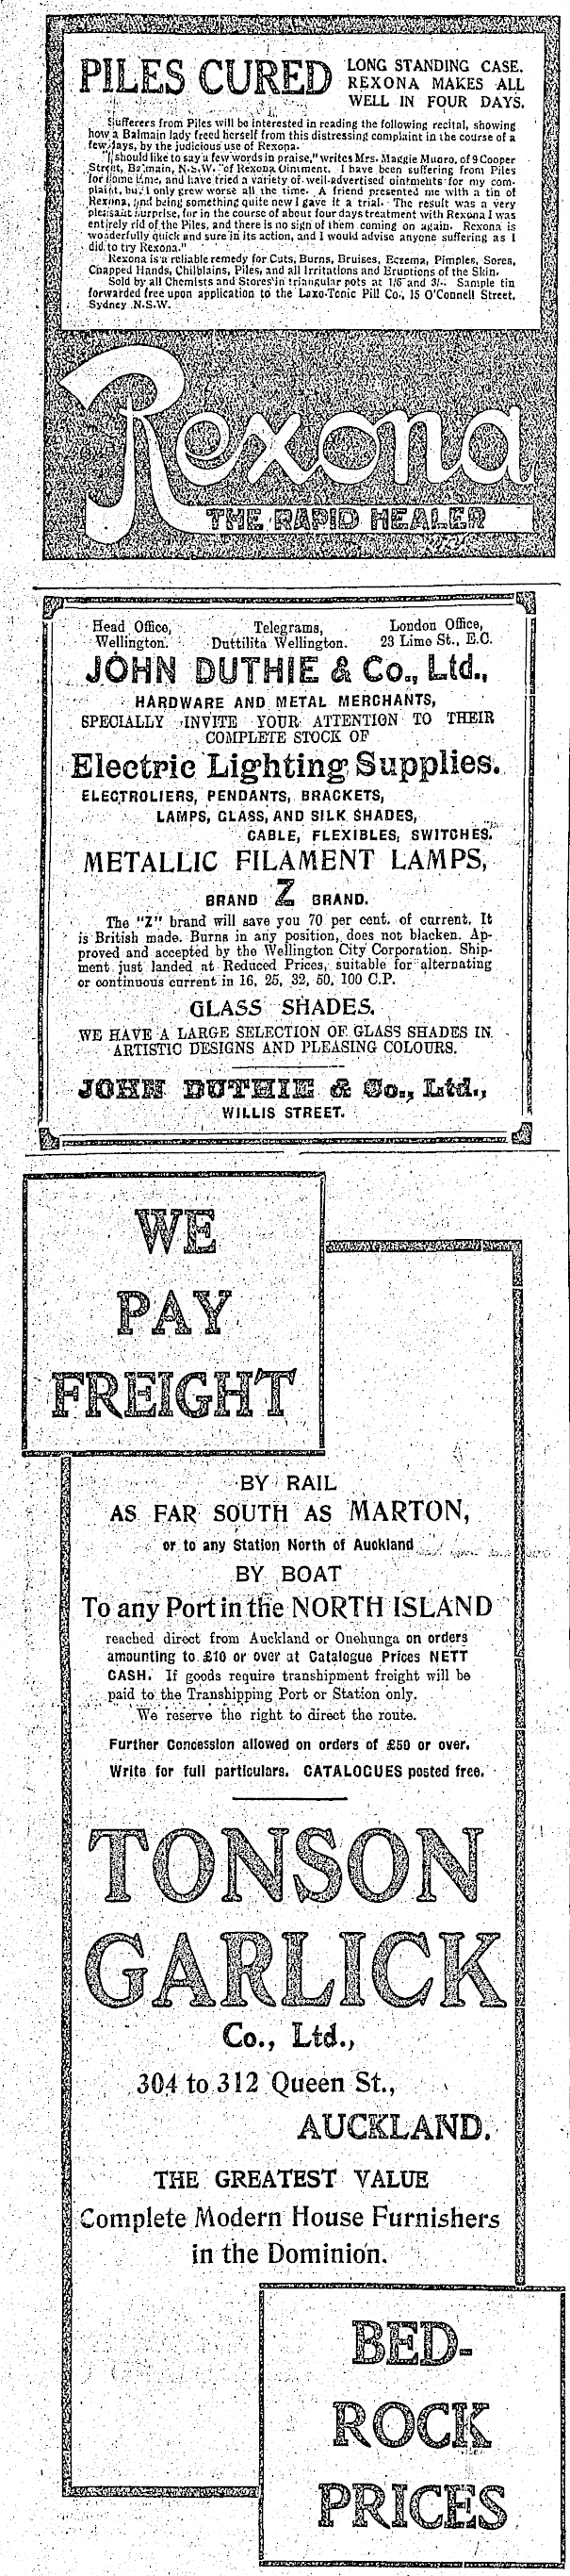 PILES CURED
LONG STANDING CASE.
REXONA MAKES ALL
WELL IN FOUR DAYS.
Sufferers from Piles will be interested in reading the following recital, showing
how a Balmain lady freed herself from this distressing complaint in the course of a
few days, by the judicious use of Rexona.
"I should like to say a few words in praise," writes Mrs. Maggie Munro, of 9 Cooper
Street, Balmain, N.S.W. "of Rexona Ointment. I have been suffering from Piles
for some time, and have tried a variety of well-advertised ointments for my com-
plaint, but I only grew worse all the time. A friend presented me with a tin of
Rexona, and being something quite new I gave it a trial. The result was a very
pleasant surprise, for in the course of about four days treatment with Rexona I was
entirely rid of the Piles, and there is no sign of them coming on again. Rexona is
wonderfully quick and sure in its action, and I would advise anyone suffering as I
did to try Rexona."
Rexona is a reliable remedy for Cuts, Burns, Bruises, Eczema, Pimples, Sores,
Chapped Hands, Chilblains, Piles, and all Irritations and Eruptions of the Skin.
Sold by all Chemists and Stores in triangular pots at 1/6 and 3/-. Sample tin
forwarded free upon application to the Laxo-Tonic Pill Co., 15 O'Connell Street,
Sydney N.S.W.
Rexona
THE RAPID HEALER
Head Office, Telegrams, London Office,
Wellington. Duttilita Wellington. 23 Lime St., E.C.
JOHN DUTHIE & Co., Ltd.,
HARDWARE AND METAL MERCHANTS,
SPECIALLY INVITE YOUR ATTENTION TO THEIR
COMPLETE STOCK OF
Electric Lighting Supplies.
ELECTROLIERS, PENDANTS, BRACKETS,
LAMPS, GLASS, AND SILK SHADES,
CABLE, FLEXIBLES, SWITCHES.
METALLIC FILAMENT LAMPS,
BRAND Z BRAND.
The "Z" brand will save you 70 per cent. of current. It
is British made. Burns in any position, does not blacken. Ap-
proved and accepted by the Wellington City Corporation. Ship-
ment just landed at Reduced Prices, suitable for alternating
or continuous current in 16, 25, 32, 50, 100 C.P.
GLASS SHADES.
WE HAVE A LARGE SELECTION OF GLASS SHADES IN
ARTISTIC DESIGNS AND PLEASING COLOURS.
JOHN DUTHIE & Co., Ltd.,
WILLIS STREET.
WE
PAY
FREIGHT
BY RAIL
AS FAR SOUTH AS MARTON,
or to any Station North of Auckland
BY BOAT
To any Port in the NORTH ISLAND
reached direct from Auckland or Onehunga on orders
amounting to £10 or over at Catalogue Prices NETT
CASH. If goods require transhipment freight will be
paid to the Transhipping Port or Station only.
We reserve the right to direct the route.
Further Concession allowed on orders of £50 or over.
Write for full particulars. CATALOGUES posted free.
TONSON
GARLICK
Co., Ltd.,
304 to 312 Queen St.,
AUCKLAND.
THE GREATEST VALUE
Complete Modern House Furnishers
in the Dominion.
BED-
ROCK
PRICES